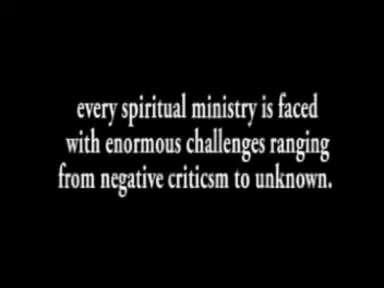 every spiritual ministry is faced
with enormous challenges ranging
from negative criticsm to unknown.